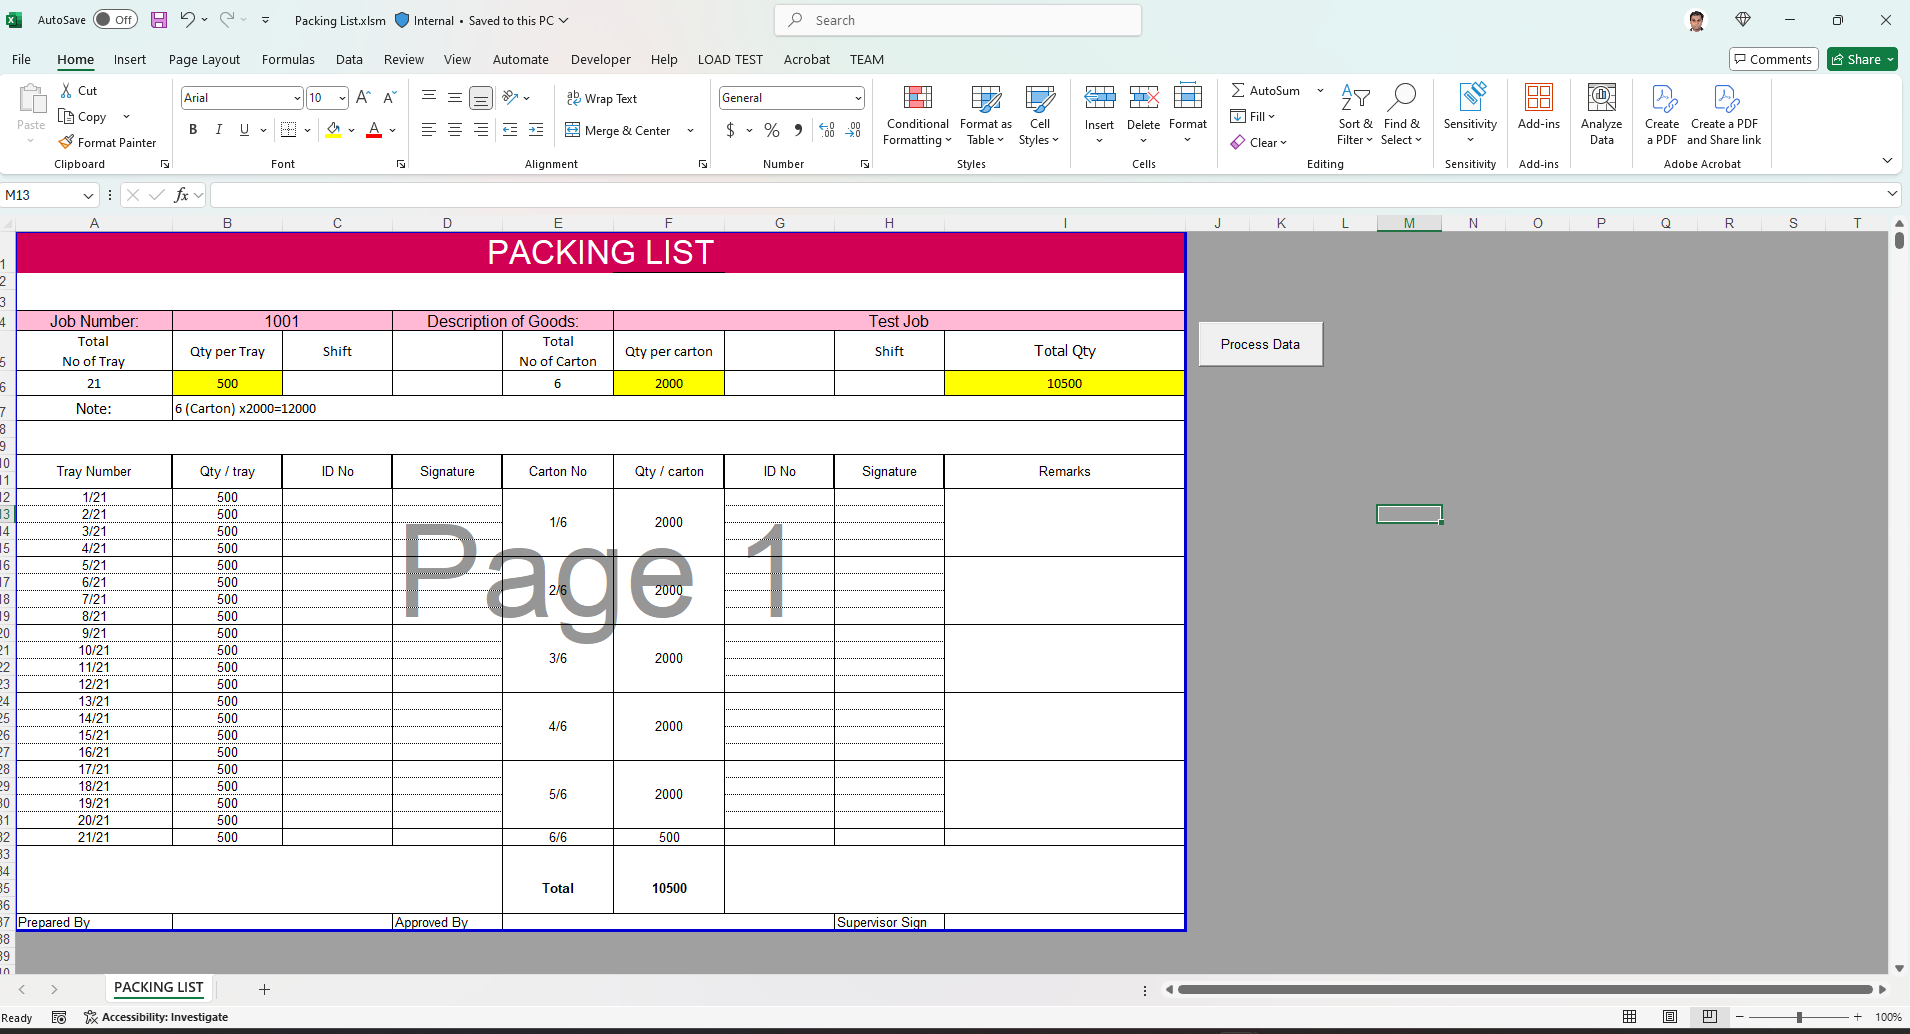 AutoSave Off Packing List.xlsm Internal • Saved to this PC Search
File Home Insert Page Layout Formulas Data Review View Automate Developer Help LOAD TEST Acrobat TEAM Comments Share
Paste Cut Copy Format Painter Clipboard
Arial 10 B I U A Font
Wrap Text Merge & Center Alignment
General $ % Number
Conditional Formatting Format as Table Cell Styles Styles
Insert Delete Format Cells
AutoSum Fill Clear Sort & Filter Find & Select Editing
Sensitivity Sensitivity
Add-ins Add-ins
Analyze Data
Create a PDF Create a PDF and Share link Adobe Acrobat
M13 fx
A B C D E F G H I J K L M N O P Q R S T
PACKING LIST
Job Number: 1001 Description of Goods: Test Job
Total No of Tray Qty per Tray Shift Total No of Carton Qty per carton Shift Total Qty
21 500 6 2000 10500
Process Data
Note: 6 (Carton) x2000=12000
Tray Number Qty / tray ID No Signature Carton No Qty / carton ID No Signature Remarks
1/21 500
2/21 500 1/6 2000
3/21 500
4/21 500
5/21 500
6/21 500 2/6 2000
7/21 500
8/21 500
9/21 500
10/21 500 3/6 2000
11/21 500
12/21 500
13/21 500
14/21 500 4/6 2000
15/21 500
16/21 500
17/21 500
18/21 500 5/6 2000
19/21 500
20/21 500
21/21 500 6/6 500
Page 1
Total 10500
Prepared By Approved By Supervisor Sign
PACKING LIST
Ready Accessibility: Investigate 100%